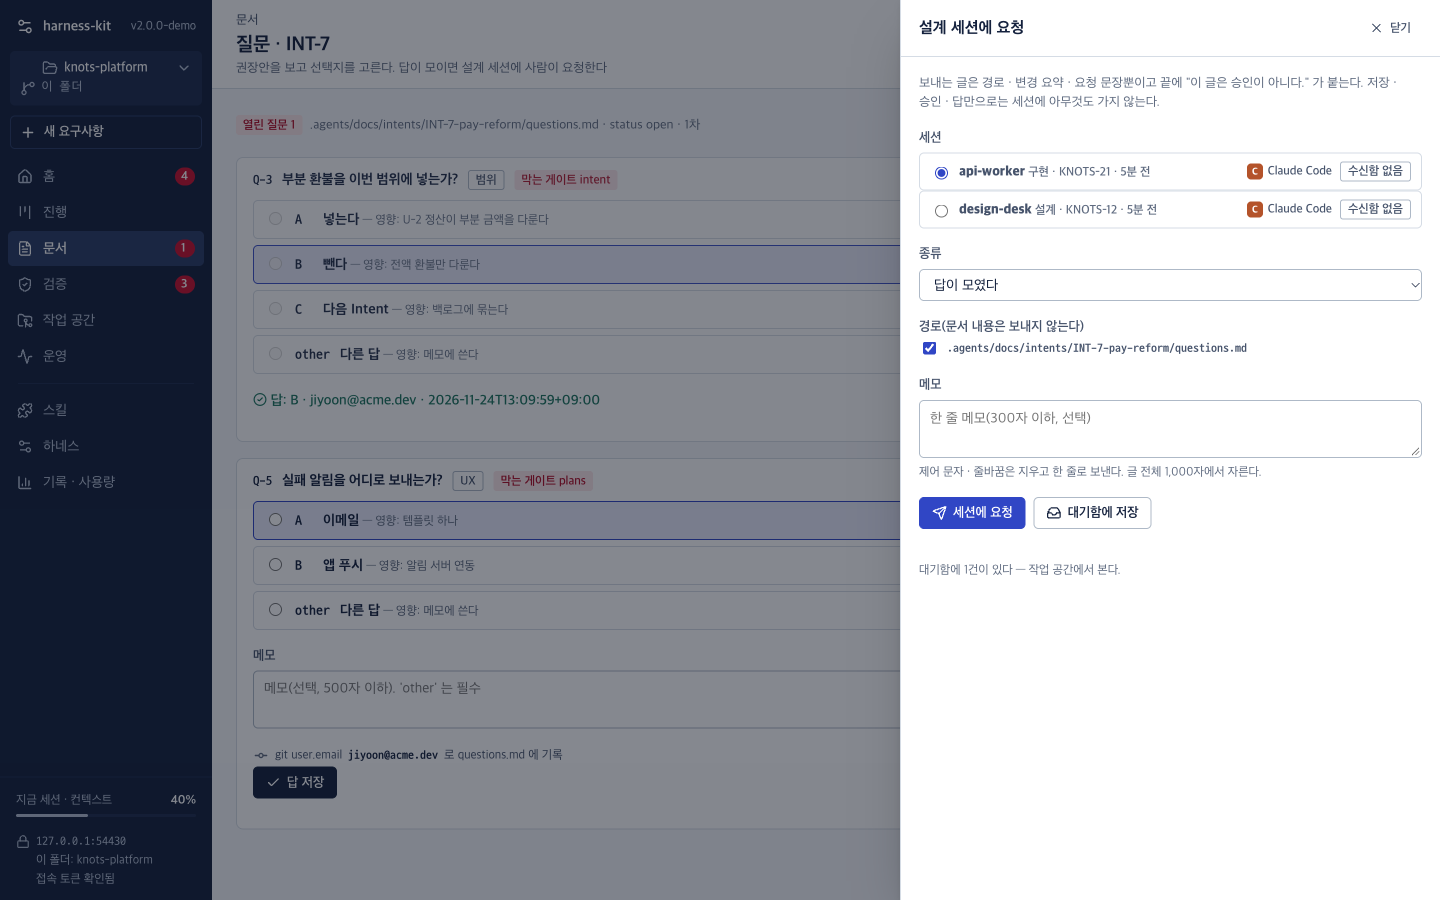 harness-kit v2.0.0-demo
knots-platform
이 폴더
새 요구사항
홈 4
진행
문서 1
검증 3
작업 공간
운영
스킬
하네스
기록 · 사용량
지금 세션 · 컨텍스트 40%
127.0.0.1:54430
이 폴더: knots-platform
접속 토큰 확인됨
문서
질문 · INT-7
권장안을 보고 선택지를 고른다. 답이 모이면 설계 세션에 사람이 요청한다
열린 질문 1 .agents/docs/intents/INT-7-pay-reform/questions.md · status open · 1차
Q-3 부분 환불을 이번 범위에 넣는가? 범위 막는 게이트 intent
A 넣는다 — 영향: U-2 정산이 부분 금액을 다룬다
B 뺀다 — 영향: 전액 환불만 다룬다
C 다음 Intent — 영향: 백로그에 묶는다
other 다른 답 — 영향: 메모에 쓴다
답: B · jiyoon@acme.dev · 2026-11-24T13:09:59+09:00
Q-5 실패 알림을 어디로 보내는가? UX 막는 게이트 plans
A 이메일 — 영향: 템플릿 하나
B 앱 푸시 — 영향: 알림 서버 연동
other 다른 답 — 영향: 메모에 쓴다
메모
메모(선택, 500자 이하). 'other' 는 필수
git user.email jiyoon@acme.dev 로 questions.md 에 기록
답 저장
설계 세션에 요청
닫기
보내는 글은 경로 · 변경 요약 · 요청 문장뿐이고 끝에 "이 글은 승인이 아니다." 가 붙는다. 저장 ·
승인 · 답만으로는 세션에 아무것도 가지 않는다.
세션
api-worker 구현 · KNOTS-21 · 5분 전 C Claude Code 수신함 없음
design-desk 설계 · KNOTS-12 · 5분 전 C Claude Code 수신함 없음
종류
답이 모였다
경로(문서 내용은 보내지 않는다)
.agents/docs/intents/INT-7-pay-reform/questions.md
메모
한 줄 메모(300자 이하, 선택)
제어 문자 · 줄바꿈은 지우고 한 줄로 보낸다. 글 전체 1,000자에서 자른다.
세션에 요청
대기함에 저장
대기함에 1건이 있다 — 작업 공간에서 본다.